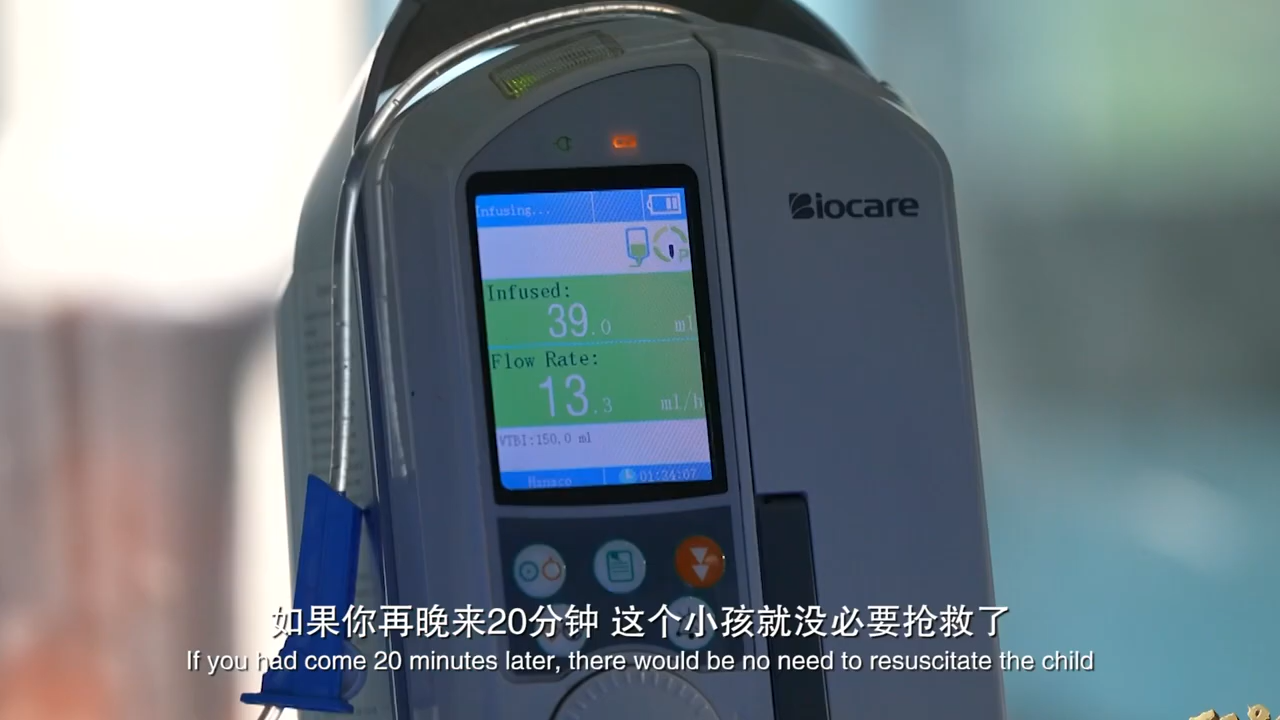 Biocare
Infusing...
Infused:
39.0 ml
Flow Rate:
13.3 ml/h
VTBI:150.0 ml
01:34:07
如果你再晚来20分钟 这个小孩就没必要抢救了
If you had come 20 minutes later, there would be no need to resuscitate the child